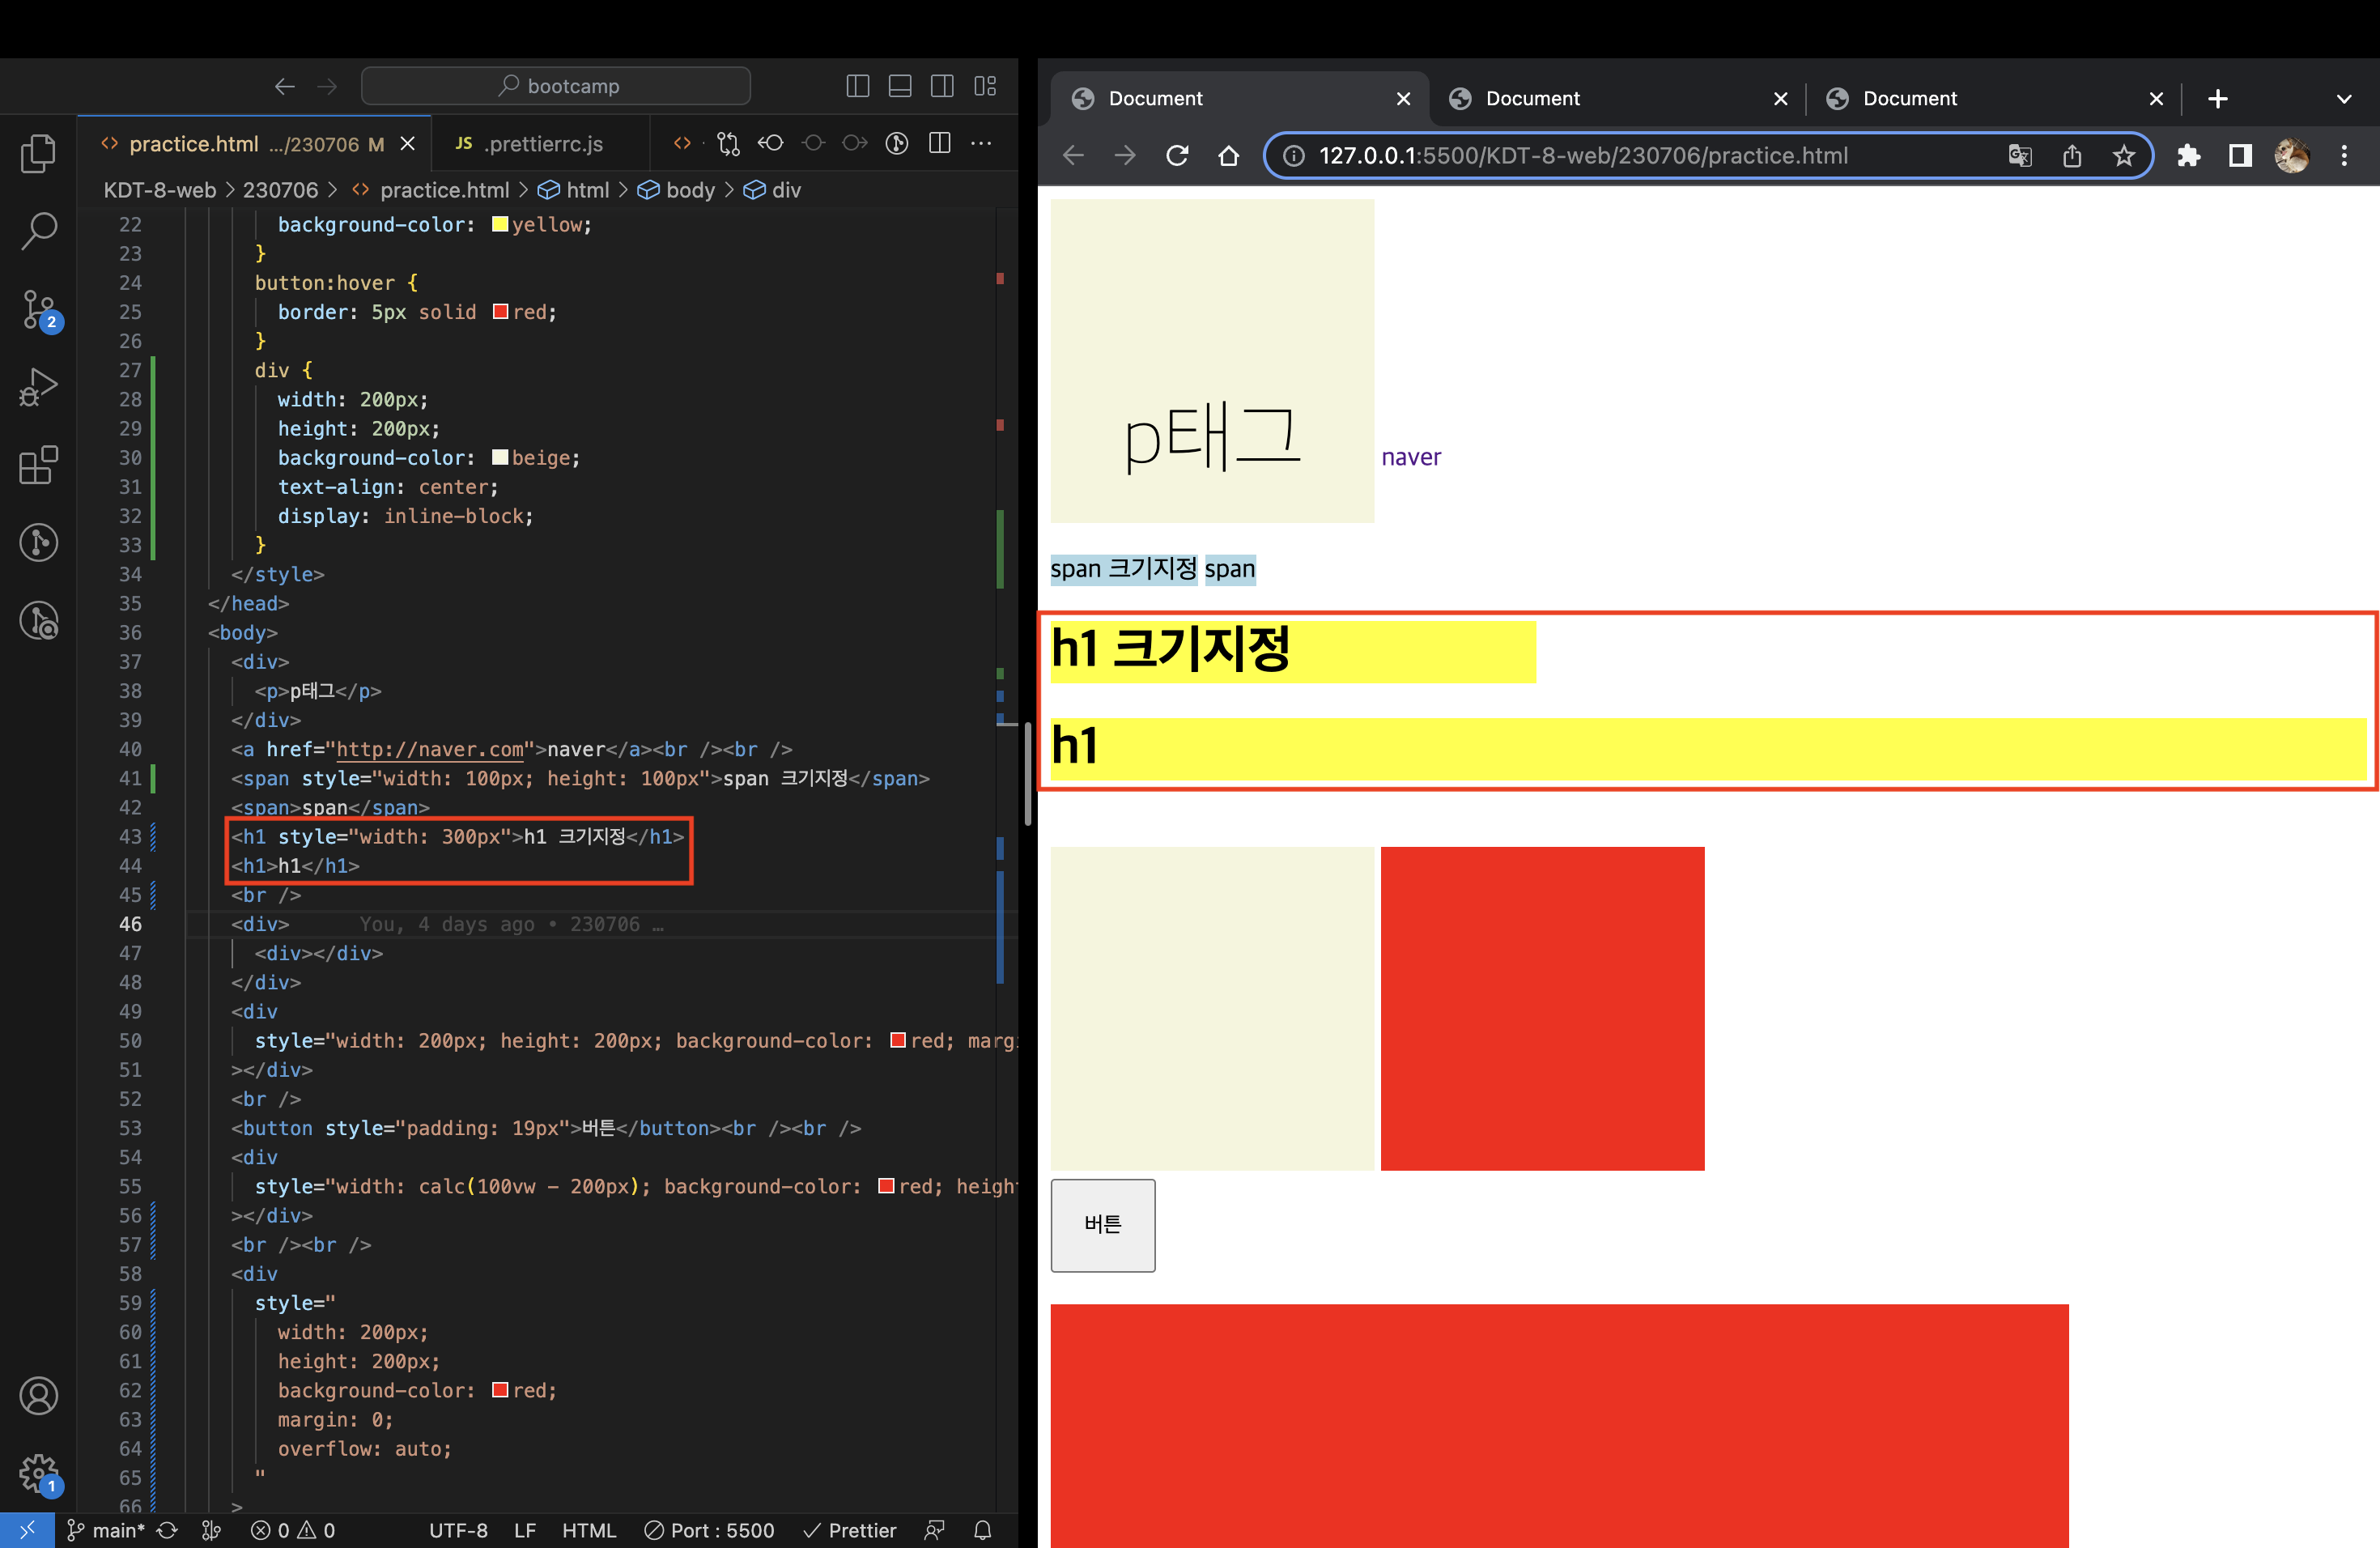 bootcamp
practice.html .../230706 M
JS .prettierrc.js
KDT-8-web > 230706 > practice.html > html > body > div
22 background-color: yellow;
23 }
24 button:hover {
25 border: 5px solid red;
26 }
27 div {
28 width: 200px;
29 height: 200px;
30 background-color: beige;
31 text-align: center;
32 display: inline-block;
33 }
34 </style>
35 </head>
36 <body>
37 <div>
38 <p>p태그</p>
39 </div>
40 <a href="http://naver.com">naver</a><br /><br />
41 <span style="width: 100px; height: 100px">span 크기지정</span>
42 <span>span</span>
43 <h1 style="width: 300px">h1 크기지정</h1>
44 <h1>h1</h1>
45 <br />
46 <div> You, 4 days ago • 230706 …
47 <div></div>
48 </div>
49 <div
50 style="width: 200px; height: 200px; background-color: red; marg
51 ></div>
52 <br />
53 <button style="padding: 19px">버튼</button><br /><br />
54 <div
55 style="width: calc(100vw - 200px); background-color: red; heigh
56 ></div>
57 <br /><br />
58 <div
59 style="
60 width: 200px;
61 height: 200px;
62 background-color: red;
63 margin: 0;
64 overflow: auto;
65 "
66 >
2
1
main* 0 0 UTF-8 LF HTML Port : 5500 Prettier
Document Document Document
127.0.0.1:5500/KDT-8-web/230706/practice.html
p태그 naver
span 크기지정 span
h1 크기지정
h1
버튼